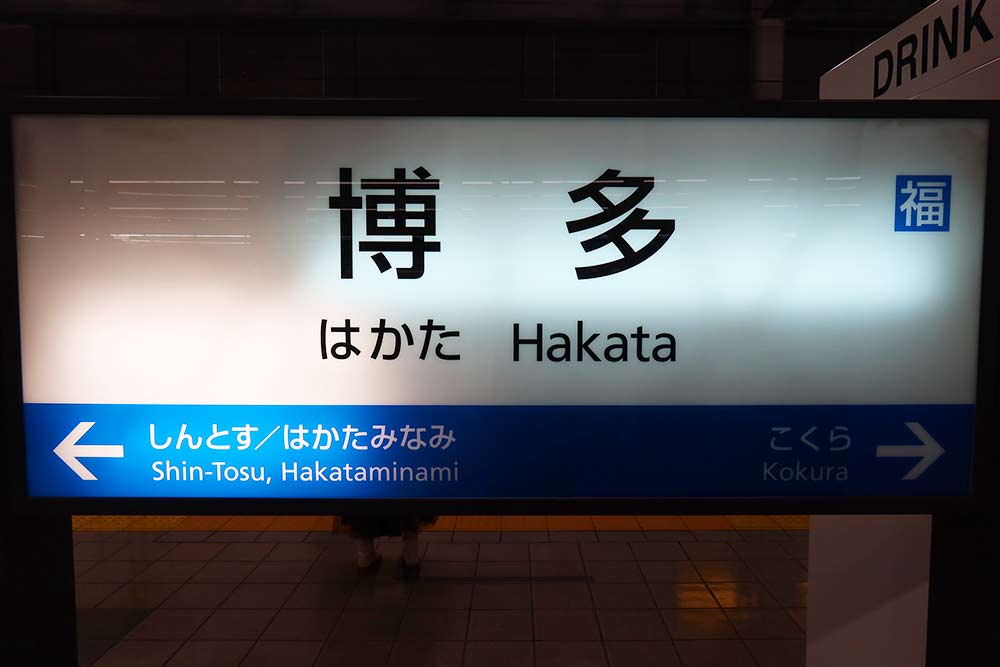 DRINK
博多
福
はかた Hakata
← しんとす／はかたみなみ
Shin-Tosu, Hakataminami
こくら →
Kokura